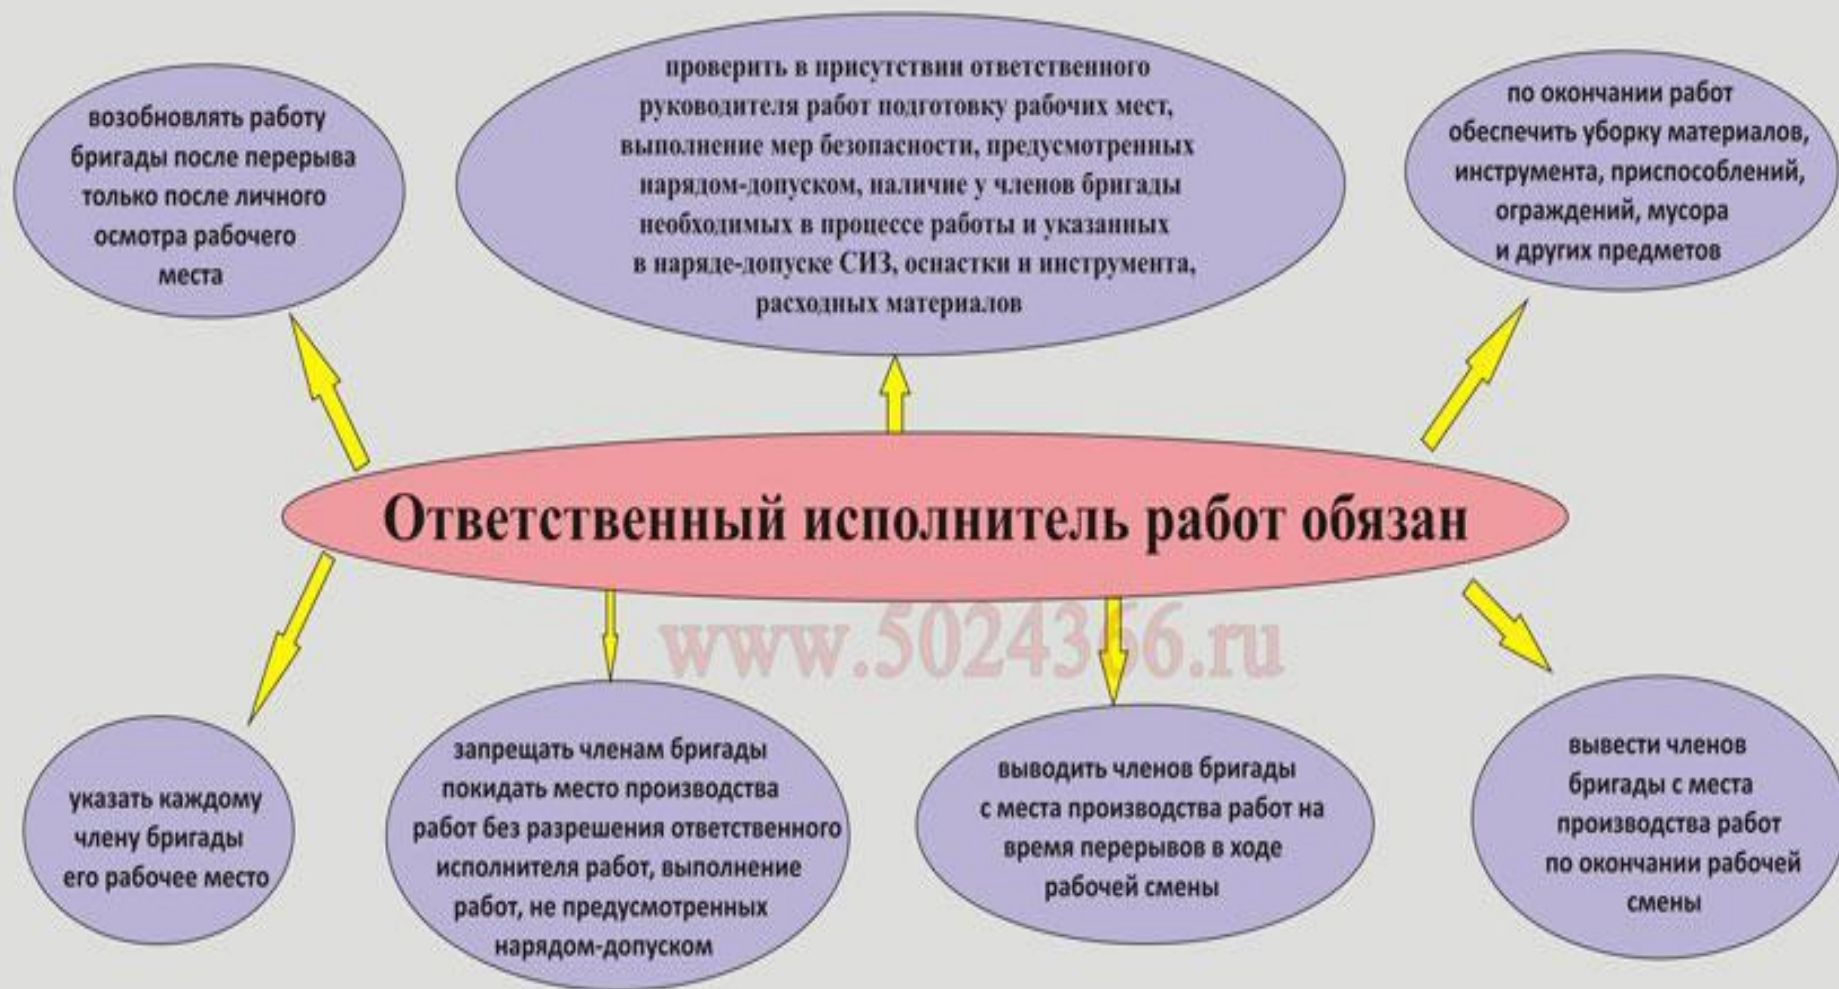 возобновлять работу
бригады после перерыва
только после личного
осмотра рабочего
места
проверить в присутствии ответственного
руководителя работ подготовку рабочих мест,
выполнение мер безопасности, предусмотренных
нарядом-допуском, наличие у членов бригады
необходимых в процессе работы и указанных
в наряде-допуске СИЗ, оснастки и инструмента,
расходных материалов
по окончании работ
обеспечить уборку материалов,
инструмента, приспособлений,
ограждений, мусора
и других предметов
Ответственный исполнитель работ обязан
www.5024366.ru
указать каждому
члену бригады
его рабочее место
запрещать членам бригады
покидать место производства
работ без разрешения ответственного
исполнителя работ, выполнение
работ, не предусмотренных
нарядом-допуском
выводить членов бригады
с места производства работ на
время перерывов в ходе
рабочей смены
вывести членов
бригады с места
производства работ
по окончании рабочей
смены